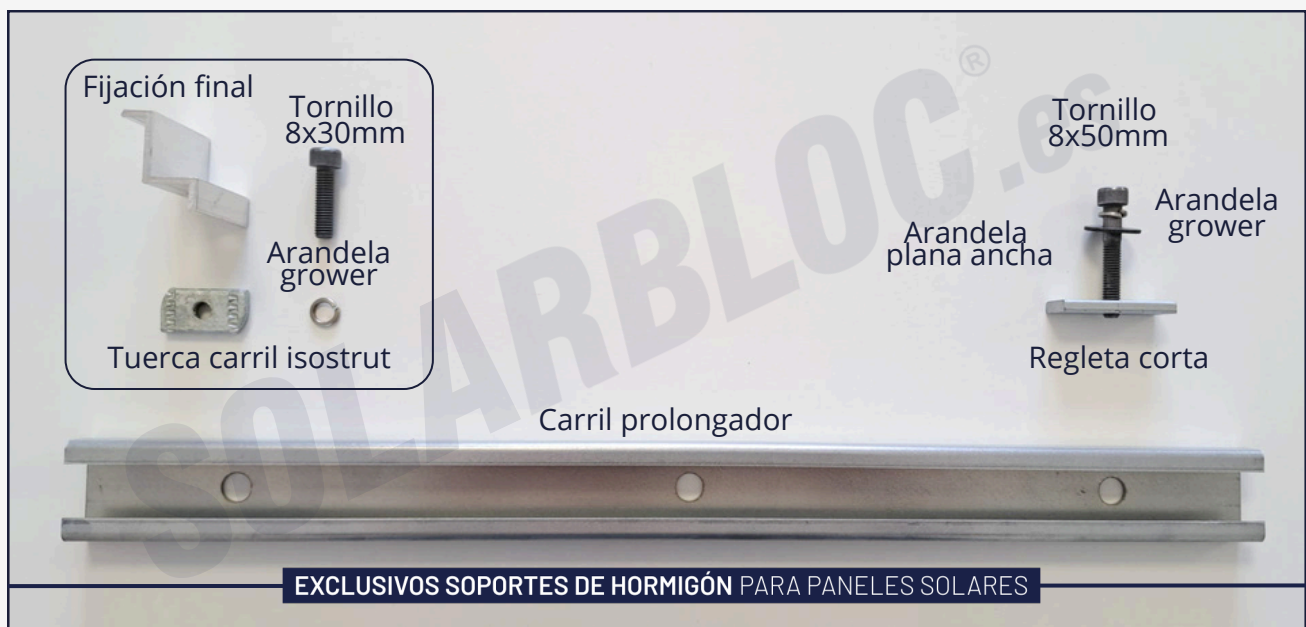 Fijación final
Tornillo
8x30mm
Arandela
grower
Tuerca carril isostrut
Tornillo
8x50mm
Arandela
grower
Arandela
plana ancha
Regleta corta
Carril prolongador
SOLARBLOC®.es
EXCLUSIVOS SOPORTES DE HORMIGÓN PARA PANELES SOLARES